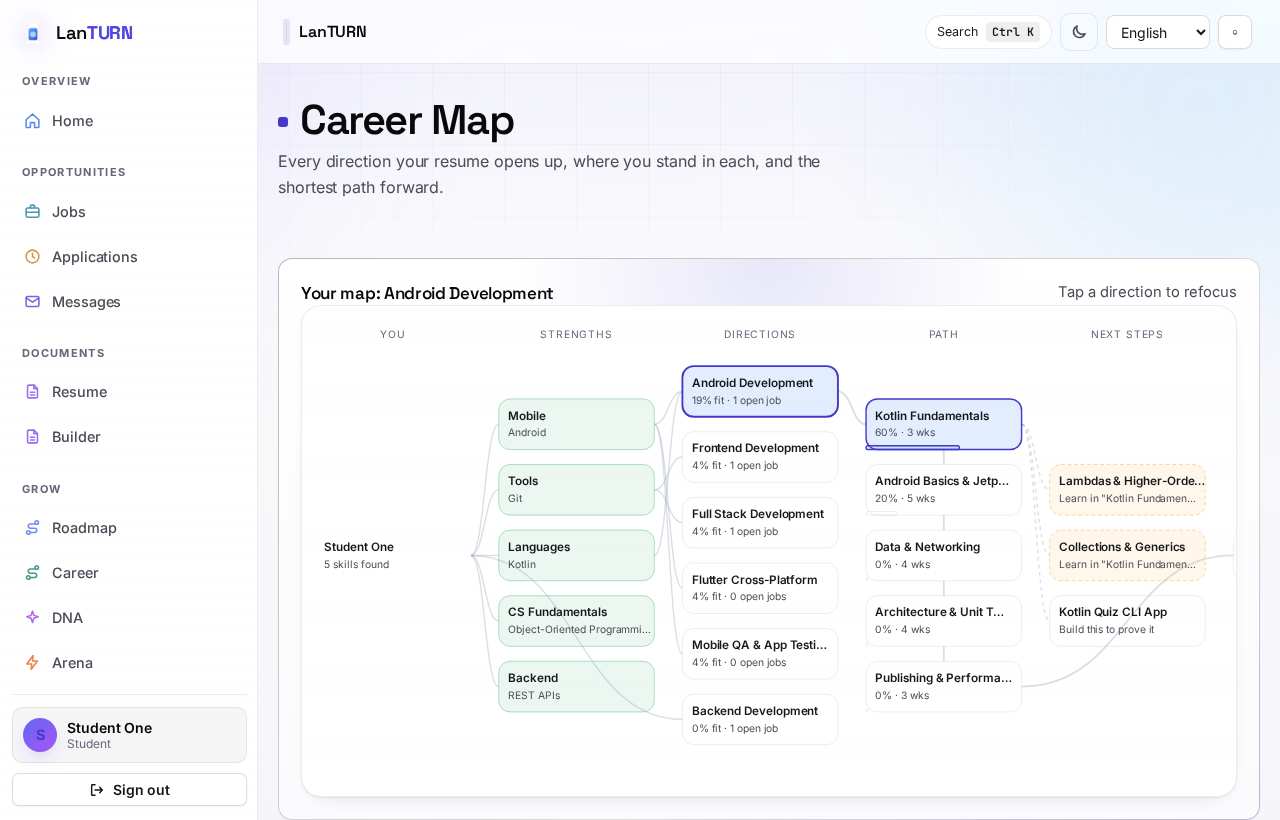 LanTURN
OVERVIEW
Home
OPPORTUNITIES
Jobs
Applications
Messages
DOCUMENTS
Resume
Builder
GROW
Roadmap
Career
DNA
Arena
S
Student One
Student
Sign out
LanTURN
Search Ctrl K
English
Career Map
Every direction your resume opens up, where you stand in each, and the
shortest path forward.
Your map: Android Development
Tap a direction to refocus
YOU
STRENGTHS
DIRECTIONS
PATH
NEXT STEPS
Student One
5 skills found
Mobile
Android
Tools
Git
Languages
Kotlin
CS Fundamentals
Object-Oriented Programmi...
Backend
REST APIs
Android Development
19% fit · 1 open job
Frontend Development
4% fit · 1 open job
Full Stack Development
4% fit · 1 open job
Flutter Cross-Platform
4% fit · 0 open jobs
Mobile QA & App Testi...
4% fit · 0 open jobs
Backend Development
0% fit · 1 open job
Kotlin Fundamentals
60% · 3 wks
Android Basics & Jetp...
20% · 5 wks
Data & Networking
0% · 4 wks
Architecture & Unit T...
0% · 4 wks
Publishing & Performa...
0% · 3 wks
Lambdas & Higher-Orde...
Learn in "Kotlin Fundamen...
Collections & Generics
Learn in "Kotlin Fundamen...
Kotlin Quiz CLI App
Build this to prove it